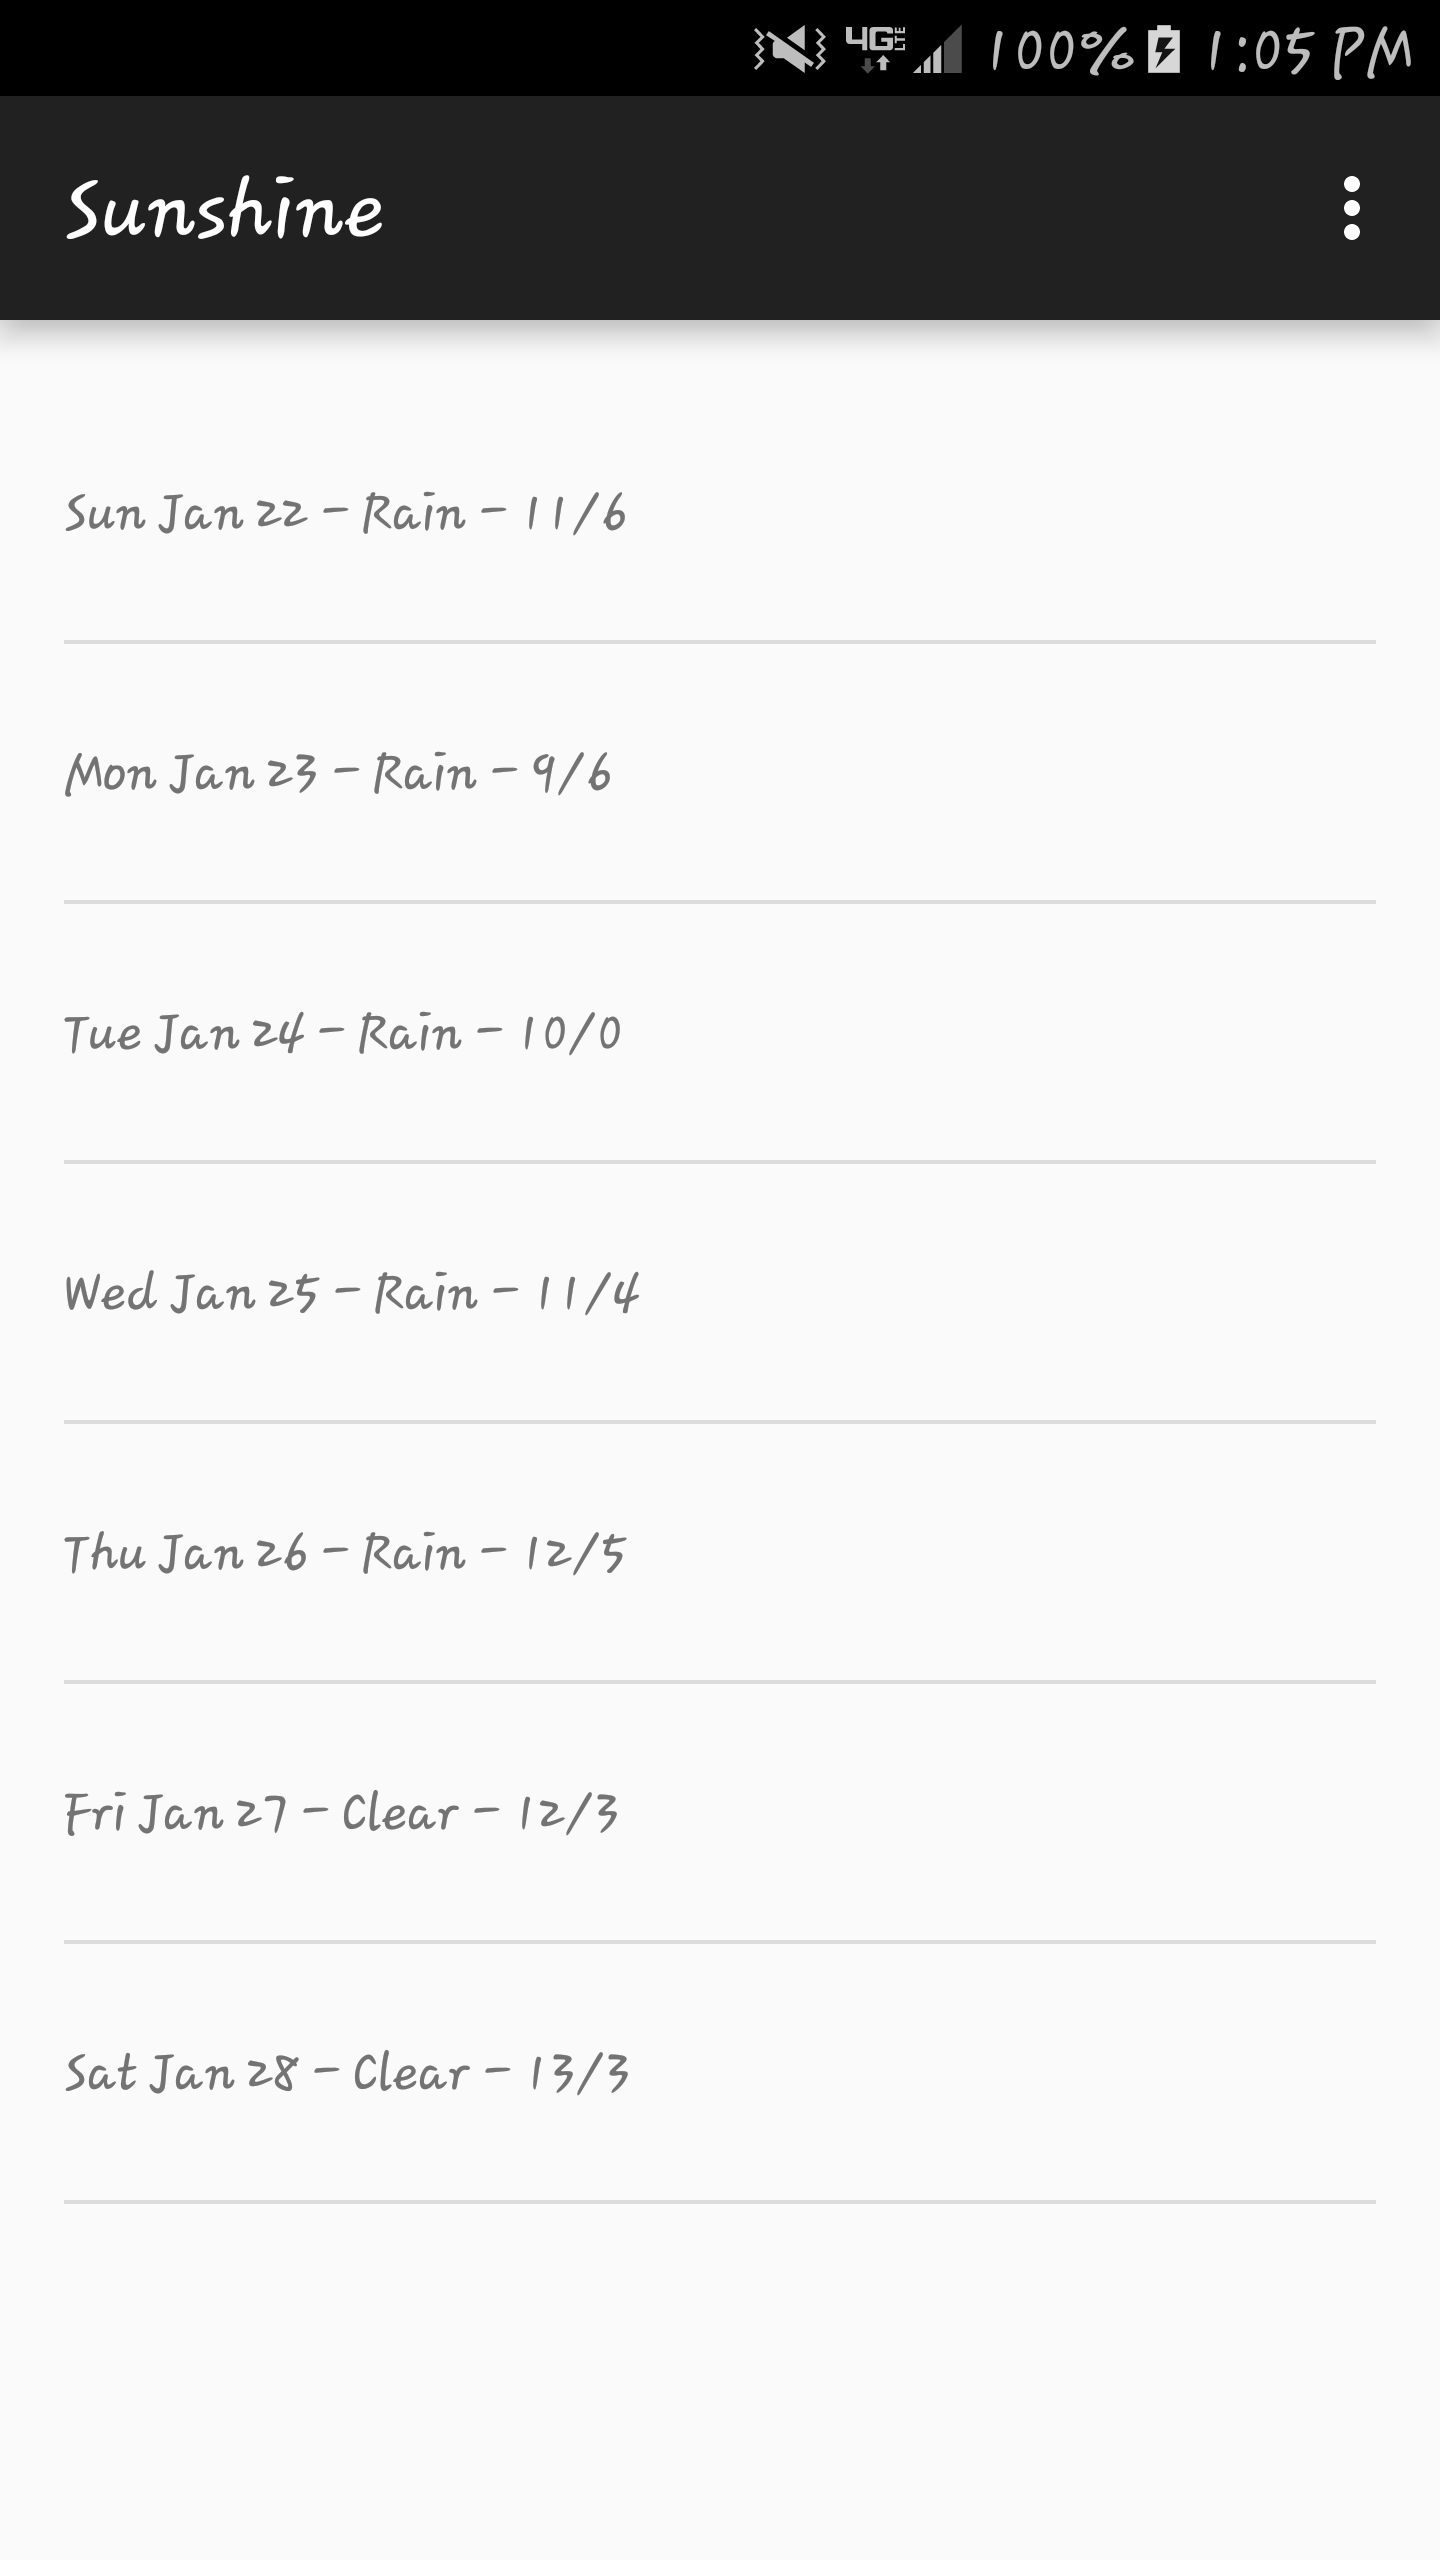 4G LTE 100% 1:05 PM
Sunshine
Sun Jan 22 - Rain - 11/6
Mon Jan 23 - Rain - 9/6
Tue Jan 24 - Rain - 10/0
Wed Jan 25 - Rain - 11/4
Thu Jan 26 - Rain - 12/5
Fri Jan 27 - Clear - 12/3
Sat Jan 28 - Clear - 13/3